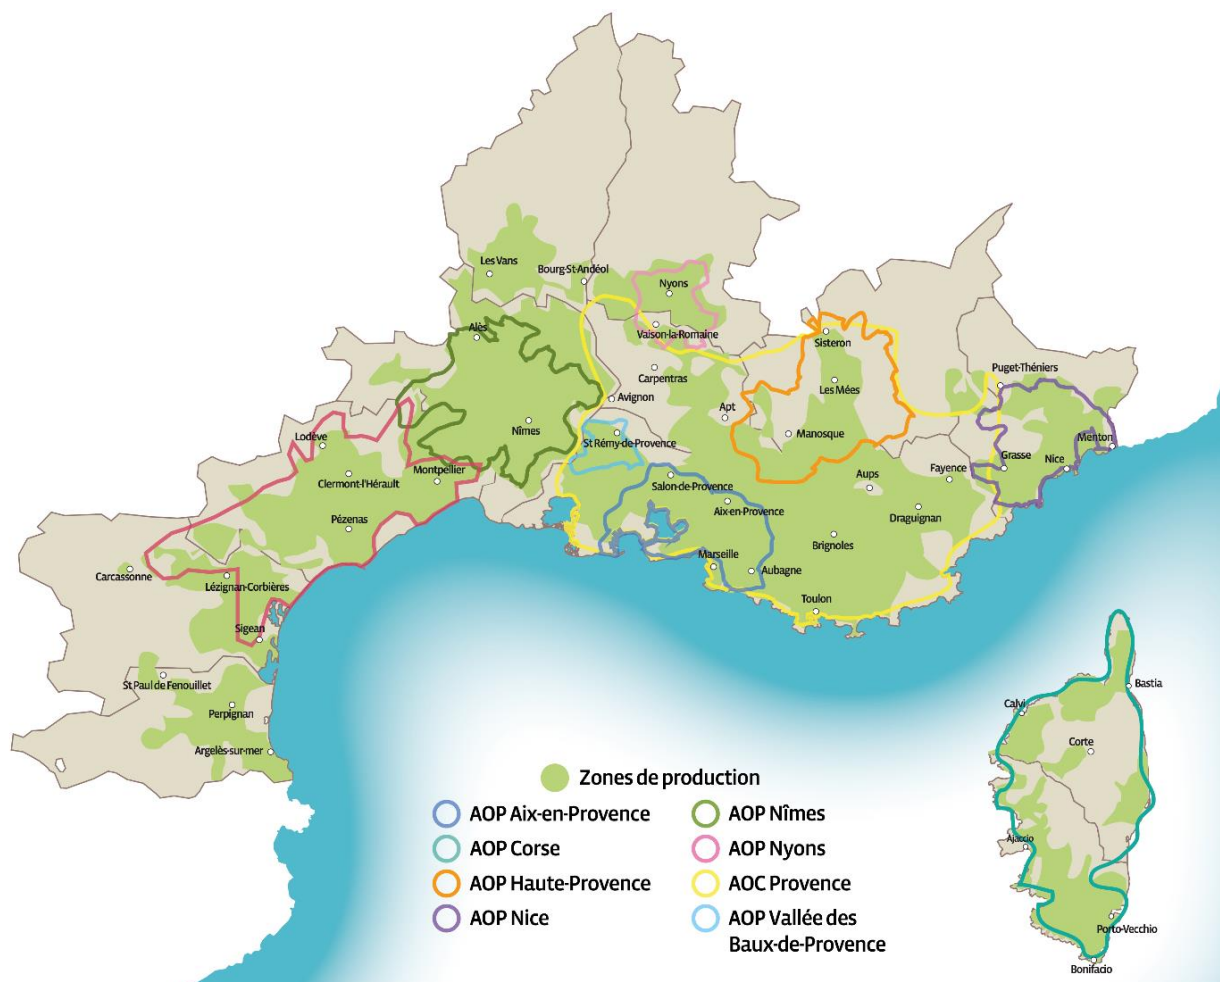 Les Vans
Bourg-St-Andéol
Nyons
Alès
Vaison-la-Romaine
Sisteron
Puget-Théniers
Carpentras
Les Mées
Avignon
Apt
Nîmes
St Rémy-de-Provence
Manosque
Menton
Lodève
Grasse
Nice
Montpellier
Fayence
Clermont-l'Hérault
Salon-de-Provence
Aups
Aix-en-Provence
Draguignan
Pézenas
Brignoles
Marseille
Aubagne
Carcassonne
Lézignan-Corbières
Toulon
Sigean
St Paul de Fenouillet
Bastia
Perpignan
Calvi
Argelès-sur-mer
Corte
Zones de production
AOP Aix-en-Provence
AOP Corse
AOP Haute-Provence
AOP Nice
AOP Nîmes
AOP Nyons
AOC Provence
AOP Vallée des
Baux-de-Provence
Ajaccio
Porto-Vecchio
Bonifacio